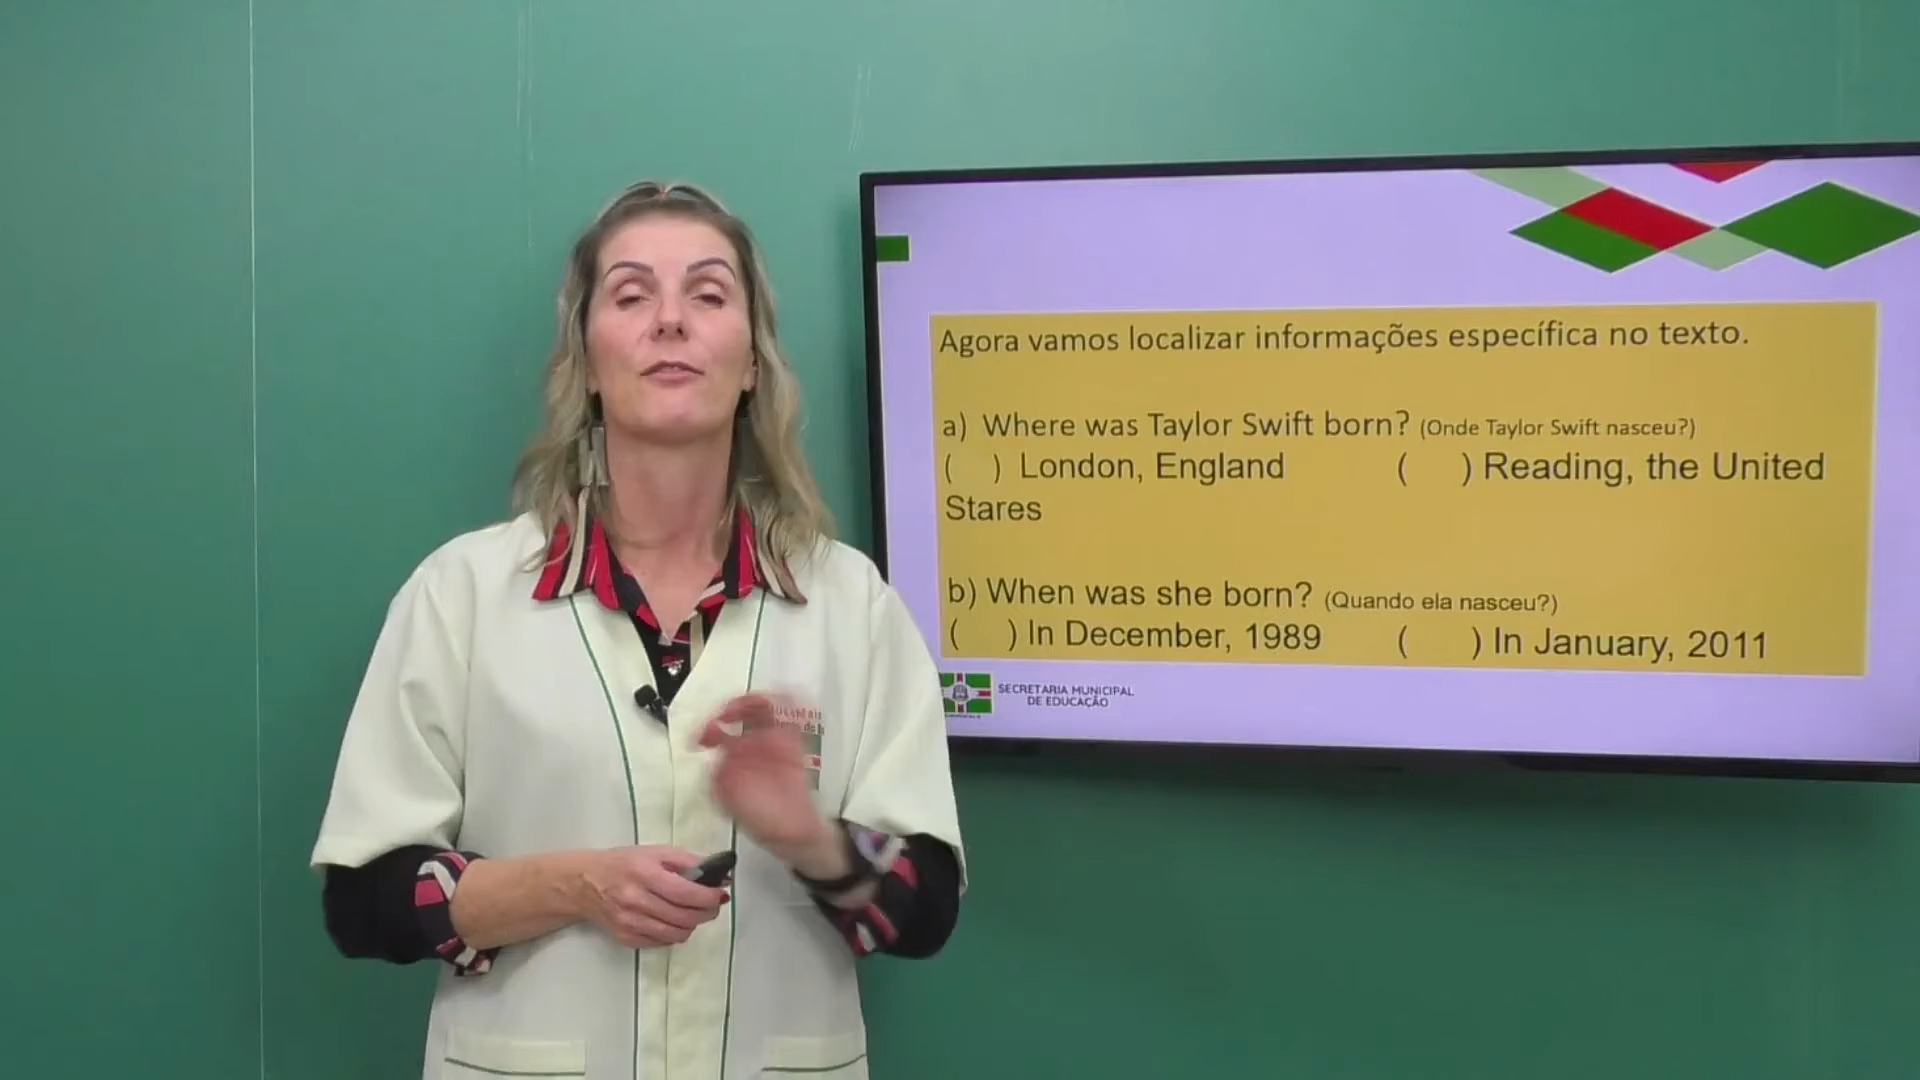 Agora vamos localizar informações específica no texto.
a) Where was Taylor Swift born? (Onde Taylor Swift nasceu?)
( ) London, England ( ) Reading, the United
Stares
b) When was she born? (Quando ela nasceu?)
( ) In December, 1989 ( ) In January, 2011
SECRETARIA MUNICIPAL
DE EDUCAÇÃO